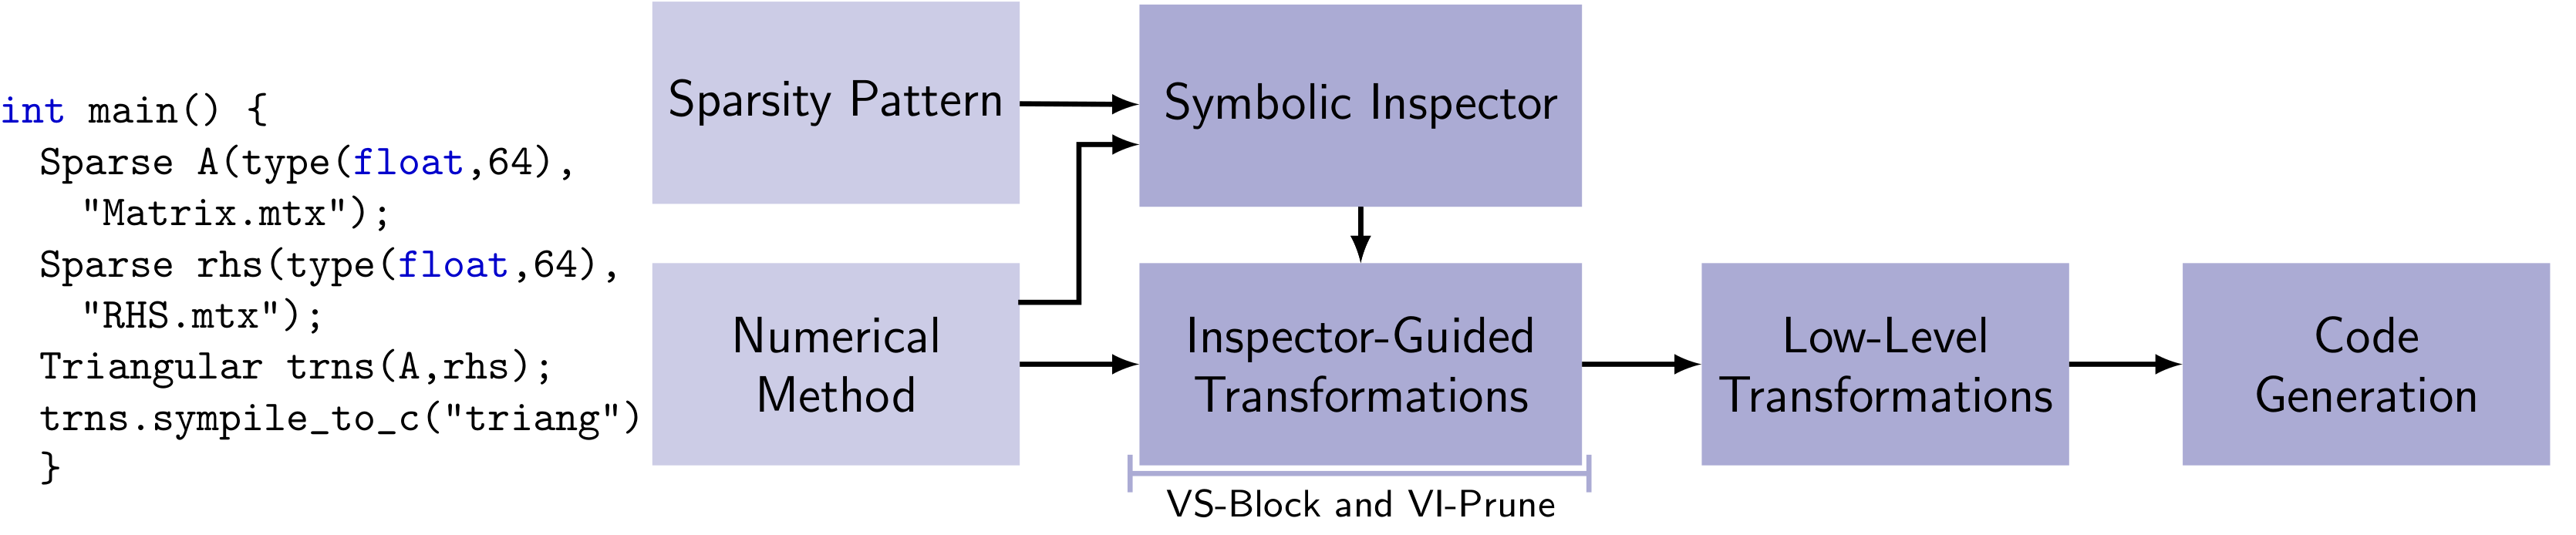 int main() {
Sparse A(type(float,64),
"Matrix.mtx");
Sparse rhs(type(float,64),
"RHS.mtx");
Triangular trns(A,rhs);
trns.sympile_to_c("triang")
}
Sparsity Pattern
Symbolic Inspector
Numerical
Method
Inspector-Guided
Transformations
VS-Block and VI-Prune
Low-Level
Transformations
Code
Generation